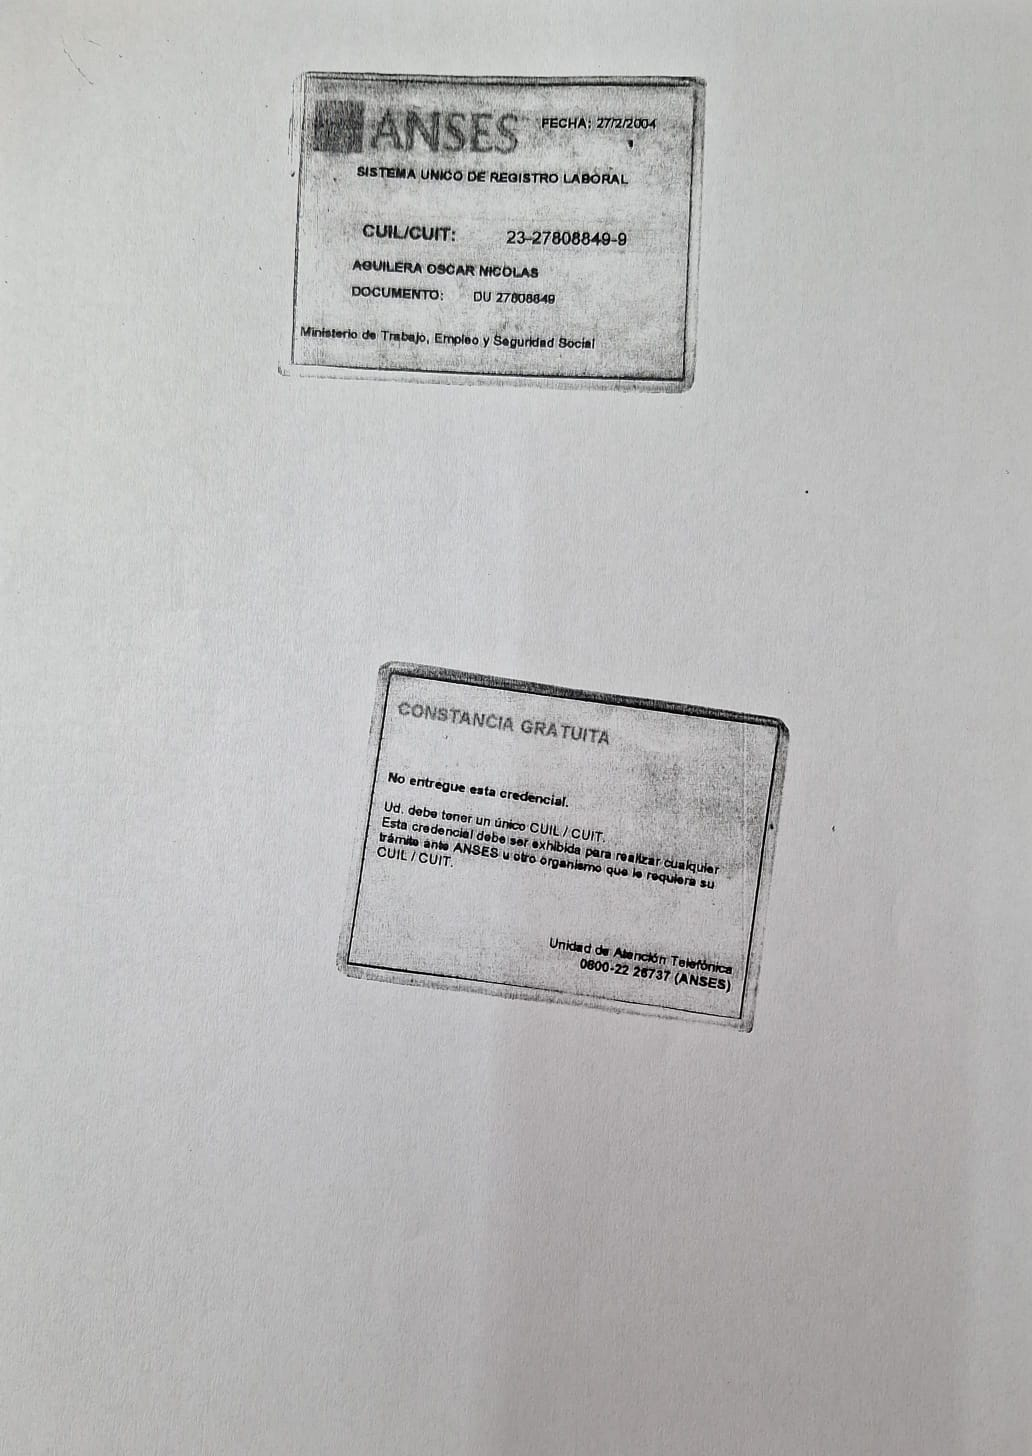 ANSES
FECHA: 27/2/2004
SISTEMA UNICO DE REGISTRO LABORAL
CUIL/CUIT: 23-27808849-9
AGUILERA OSCAR NICOLAS
DOCUMENTO: DU 27808849
Ministerio de Trabajo, Empleo y Seguridad Social
CONSTANCIA GRATUITA
No entregue esta credencial.
Ud. debe tener un único CUIL / CUIT.
Esta credencial debe ser exhibida para realizar cualquier
trámite ante ANSES u otro organismo que le requiera su
CUIL / CUIT.
Unidad de Atención Telefónica
0800-22 26737 (ANSES)